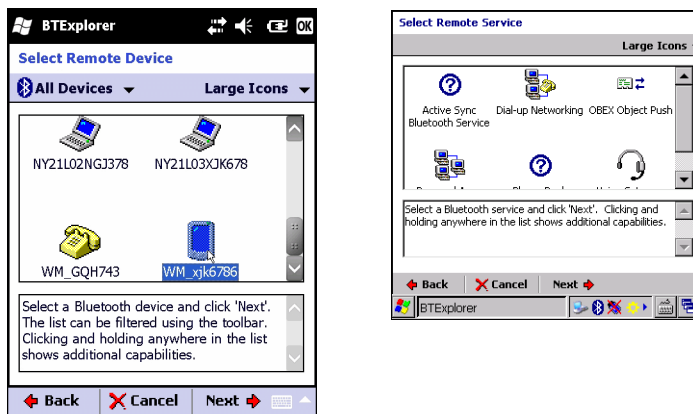 BTExplorer
OK
Select Remote Device
All Devices
Large Icons
NY21L02NGJ378 NY21L03XJK678
WM_GQH743 WM_xjk6786
Select a Bluetooth device and click 'Next'.
The list can be filtered using the toolbar.
Clicking and holding anywhere in the list
shows additional capabilities.
Back Cancel Next
Select Remote Service
Large Icons
Active Sync
Bluetooth Service
Dial-up Networking
OBEX Object Push
Select a Bluetooth service and click 'Next'. Clicking and
holding anywhere in the list shows additional capabilities.
Back Cancel Next
BTExplorer